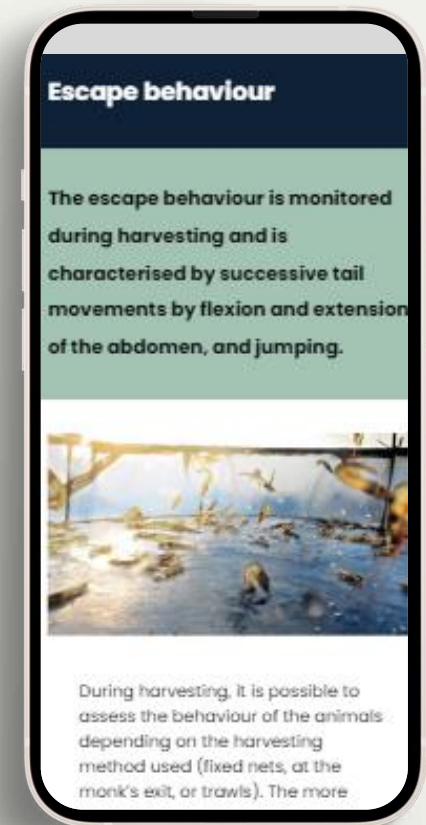 Escape behaviour
The escape behaviour is monitored
during harvesting and is
characterised by successive tail
movements by flexion and extension
of the abdomen, and jumping.
During harvesting, it is possible to
assess the behaviour of the animals
depending on the harvesting
method used (fixed nets, at the
monk's exit, or trawls). The more